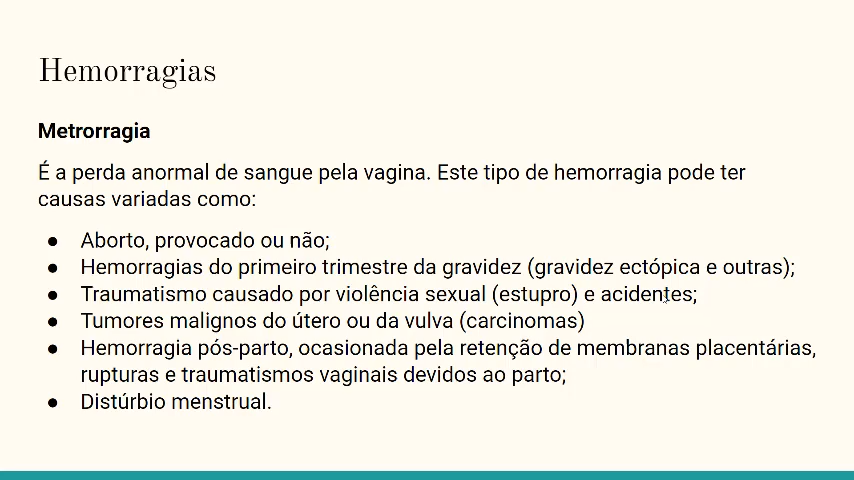 Hemorragias
Metrorragia
É a perda anormal de sangue pela vagina. Este tipo de hemorragia pode ter
causas variadas como:
● Aborto, provocado ou não;
● Hemorragias do primeiro trimestre da gravidez (gravidez ectópica e outras);
● Traumatismo causado por violência sexual (estupro) e acidentes;
● Tumores malignos do útero ou da vulva (carcinomas)
● Hemorragia pós-parto, ocasionada pela retenção de membranas placentárias,
rupturas e traumatismos vaginais devidos ao parto;
● Distúrbio menstrual.